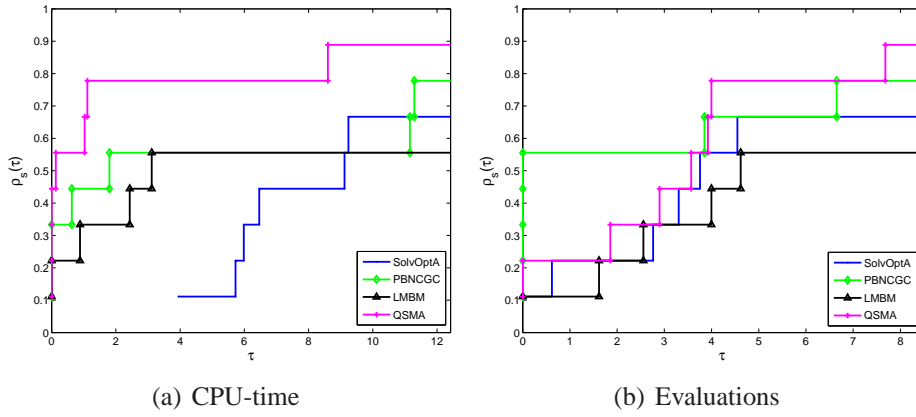 1
0.9
0.8
0.7
0.6
0.5
0.4
0.3
0.2
0.1
0
ρs(τ)
0 2 4 6 8 10 12
τ
SolvOptA
PBNCGC
LMBM
QSMA
(a) CPU-time
1
0.9
0.8
0.7
0.6
0.5
0.4
0.3
0.2
0.1
0
ρs(τ)
0 1 2 3 4 5 6 7 8
τ
SolvOptA
PBNCGC
LMBM
QSMA
(b) Evaluations